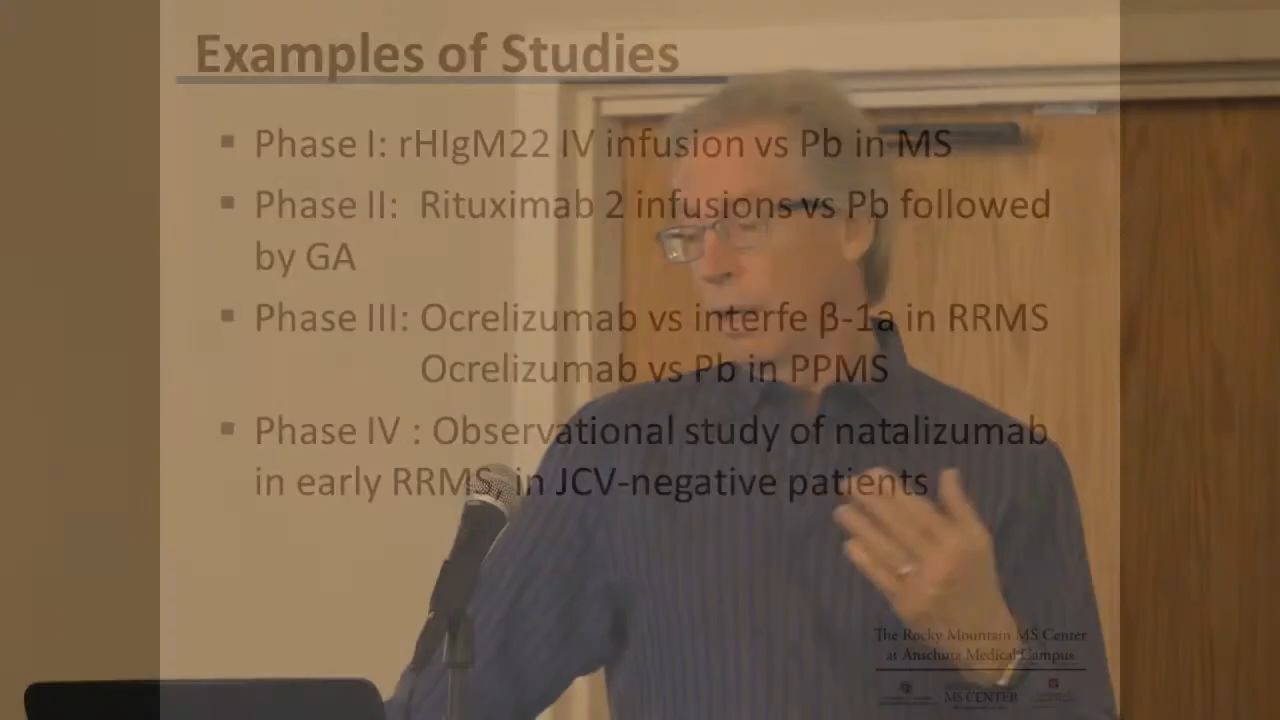 Examples of Studies
▪ Phase I: rHIgM22 IV infusion vs Pb in MS
▪ Phase II: Rituximab 2 infusions vs Pb followed
by GA
▪ Phase III: Ocrelizumab vs interfe β-1a in RRMS
Ocrelizumab vs Pb in PPMS
▪ Phase IV : Observational study of natalizumab
in early RRMS, in JCV-negative patients
The Rocky Mountain MS Center
at Anschutz Medical Campus
MS CENTER